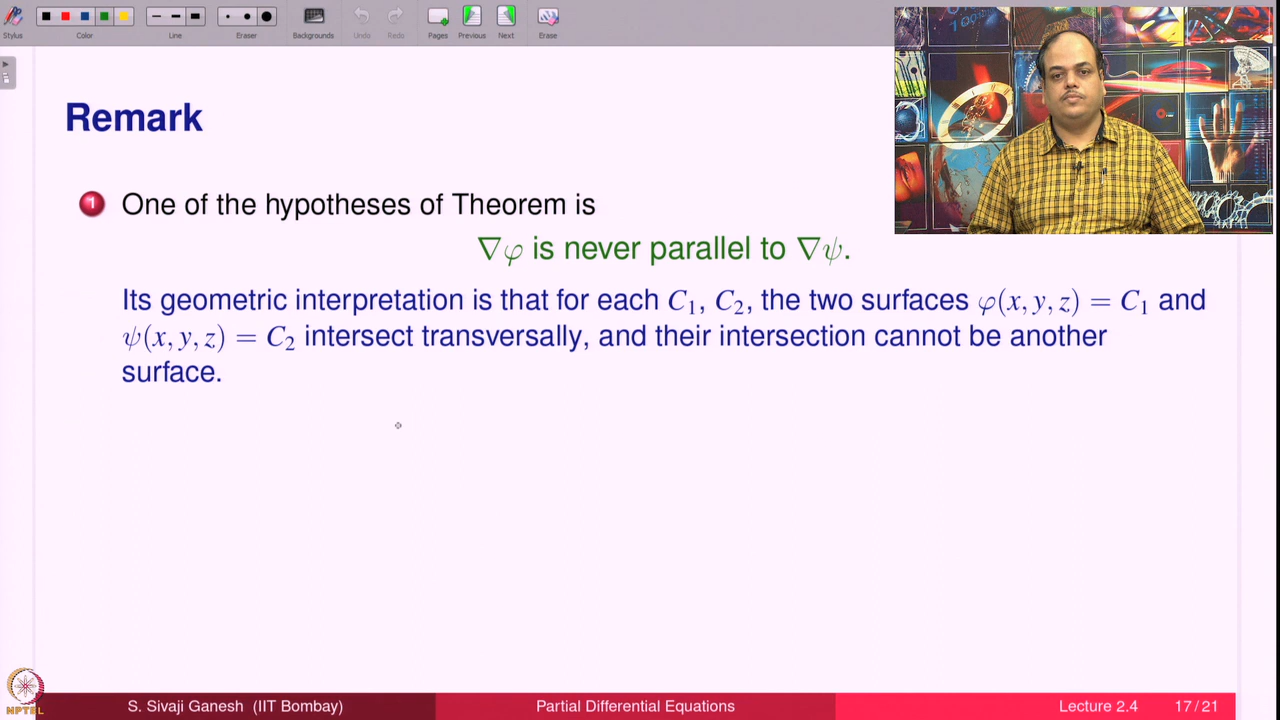 Stylus Color Line Eraser Backgrounds Undo Redo Pages Previous Next Erase
Remark
1 One of the hypotheses of Theorem is
∇φ is never parallel to ∇ψ.
Its geometric interpretation is that for each C₁, C₂, the two surfaces φ(x, y, z) = C₁ and
ψ(x, y, z) = C₂ intersect transversally, and their intersection cannot be another
surface.
NPTEL
S. Sivaji Ganesh (IIT Bombay) Partial Differential Equations Lecture 2.4 17 / 21